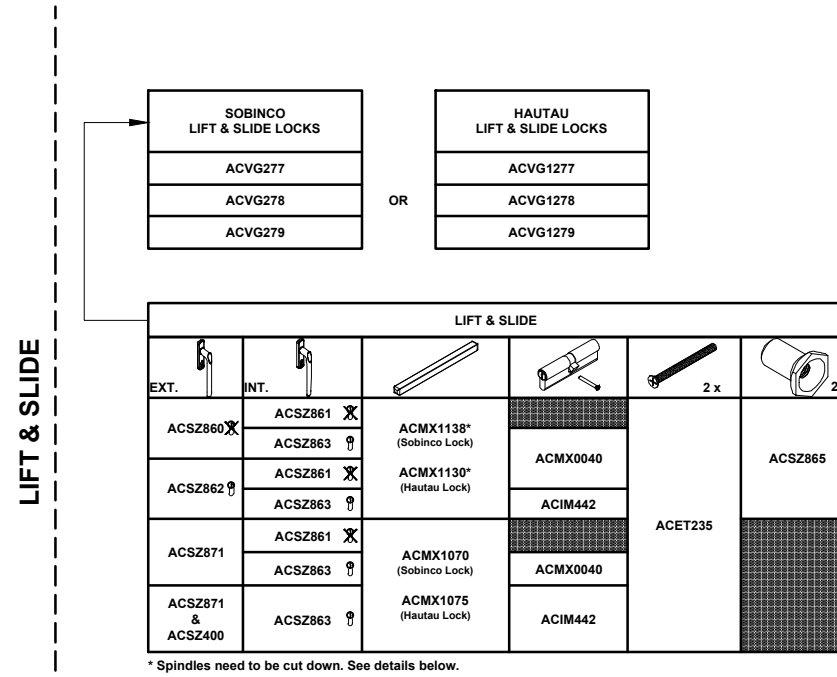 SOBINCO
LIFT & SLIDE LOCKS
ACVG277
ACVG278
ACVG279
OR
HAUTAU
LIFT & SLIDE LOCKS
ACVG1277
ACVG1278
ACVG1279
LIFT & SLIDE
LIFT & SLIDE
EXT.
INT.
2 x
2
ACSZ860
ACSZ861
ACSZ863
ACSZ862
ACSZ861
ACSZ863
ACMX1138*
(Sobinco Lock)
ACMX1130*
(Hautau Lock)
ACMX0040
ACIM442
ACET235
ACSZ865
ACSZ871
ACSZ861
ACSZ863
ACSZ871
&
ACSZ400
ACSZ863
ACMX1070
(Sobinco Lock)
ACMX1075
(Hautau Lock)
ACMX0040
ACIM442
* Spindles need to be cut down. See details below.